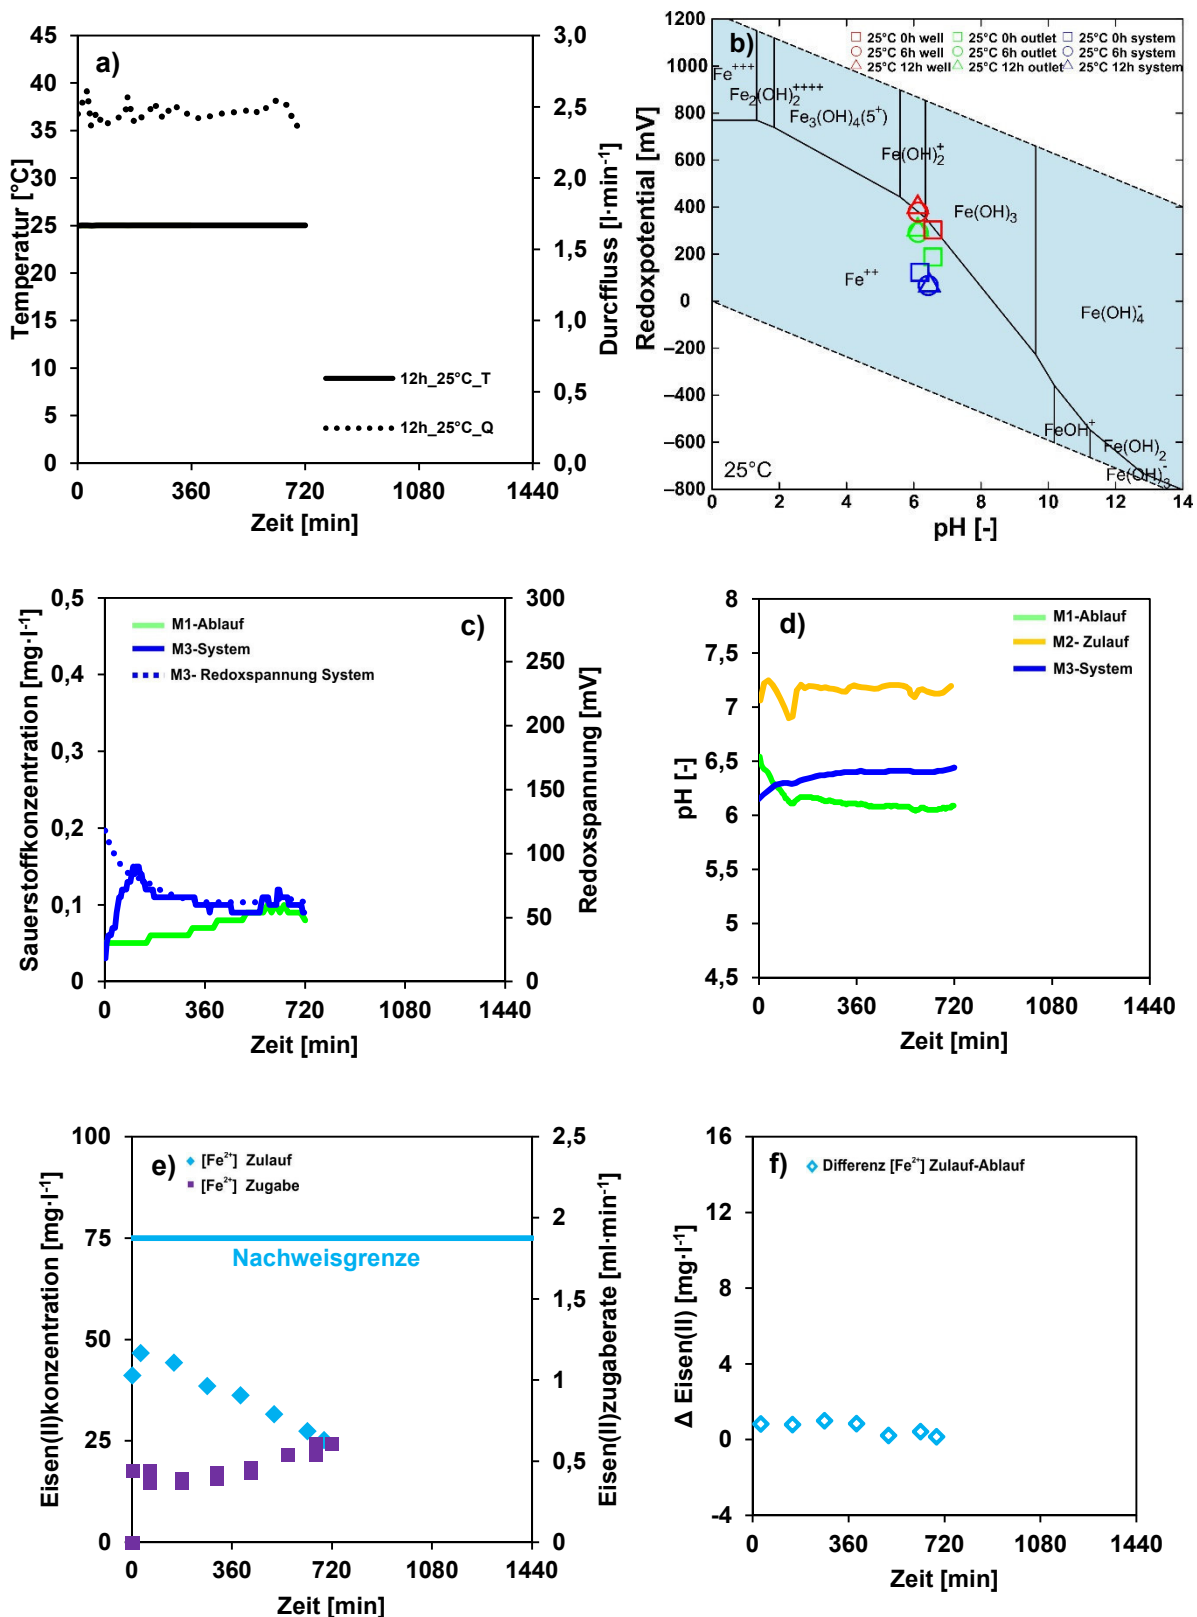 a)
45
40
35
30
25
20
15
10
5
0
Temperatur [°C]
3,0
2,5
2,0
1,5
1,0
0,5
0,0
Durcffluss [l·min⁻¹]
12h_25°C_T
12h_25°C_Q
0 360 720 1080 1440
Zeit [min]
b)
1200
1000
800
600
400
200
0
−200
−400
−600
−800
Redoxpotential [mV]
25°C 0h well 25°C 0h outlet 25°C 0h system
25°C 6h well 25°C 6h outlet 25°C 6h system
25°C 12h well 25°C 12h outlet 25°C 12h system
Fe⁺⁺⁺
Fe₂(OH)₂⁺⁺⁺⁺
Fe₃(OH)₄(5⁺)
Fe(OH)₂⁺
Fe(OH)₃
Fe⁺⁺
Fe(OH)₄⁻
FeOH⁺
Fe(OH)₂
Fe(OH)₃⁻
25°C
0 2 4 6 8 10 12 14
pH [-]
c)
0,5
0,4
0,3
0,2
0,1
0
Sauerstoffkonzentration [mg·l⁻¹]
300
250
200
150
100
50
0
Redoxspannung [mV]
M1-Ablauf
M3-System
M3- Redoxspannung System
0 360 720 1080 1440
Zeit [min]
d)
8
7,5
7
6,5
6
5,5
5
4,5
pH [-]
M1-Ablauf
M2- Zulauf
M3-System
0 360 720 1080 1440
Zeit [min]
e)
100
75
50
25
0
Eisen(II)konzentration [mg·l⁻¹]
2,5
2
1,5
1
0,5
0
Eisen(II)zugaberate [ml·min⁻¹]
[Fe²⁺] Zulauf
[Fe²⁺] Zugabe
Nachweisgrenze
0 360 720 1080 1440
Zeit [min]
f)
16
12
8
4
0
-4
Δ Eisen(II) [mg·l⁻¹]
Differenz [Fe²⁺] Zulauf-Ablauf
0 360 720 1080 1440
Zeit [min]